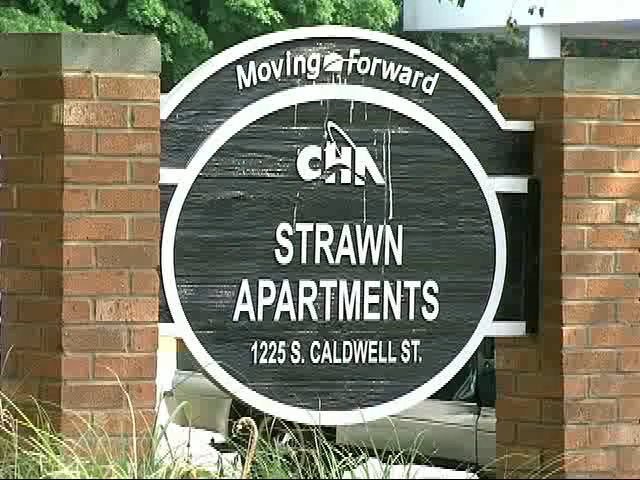 Moving Forward
CHA
STRAWN
APARTMENTS
1225 S. CALDWELL ST.